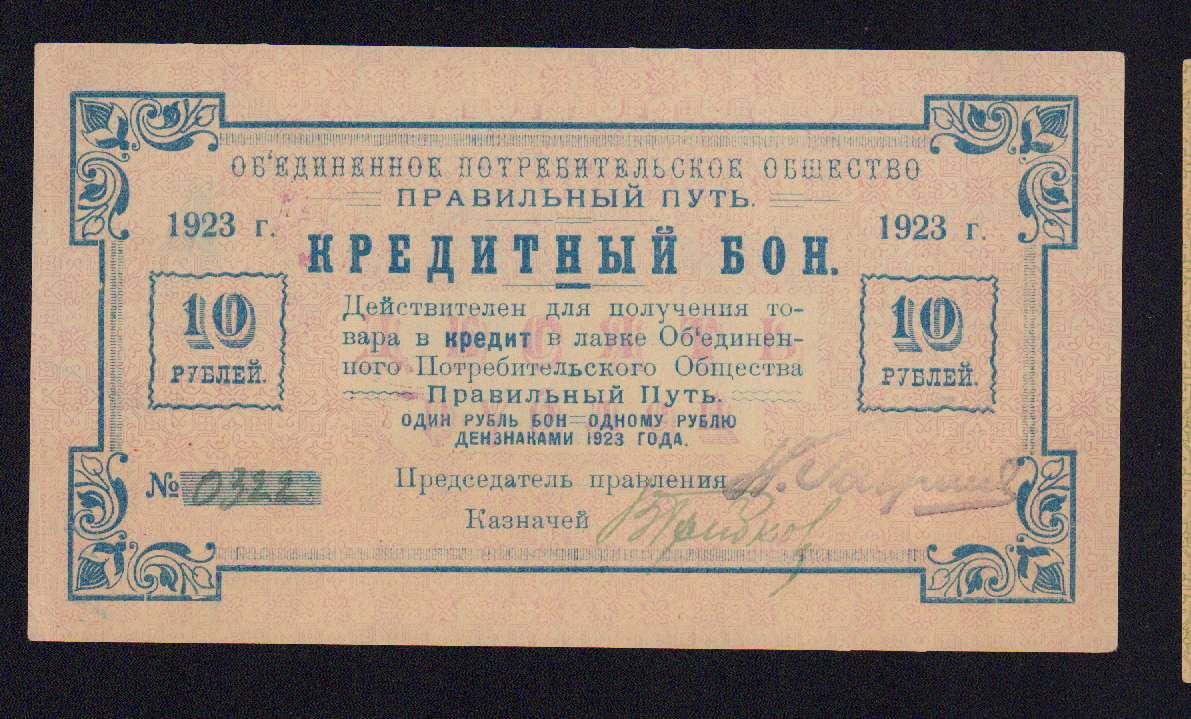 ОБ'ЕДИНЕННОЕ ПОТРЕБИТЕЛЬСКОЕ ОБЩЕСТВО
ПРАВИЛЬНЫЙ ПУТЬ.
1923 г.
1923 г.
КРЕДИТНЫЙ БОН.
10
РУБЛЕЙ.
Действителен для получения то-
вара в кредит в лавке Об'единен-
ного Потребительского Общества
Правильный Путь.
10
РУБЛЕЙ.
ОДИН РУБЛЬ БОН=ОДНОМУ РУБЛЮ
ДЕНЗНАКАМИ 1923 ГОДА.
№ 0322
Председатель правления
Казначей